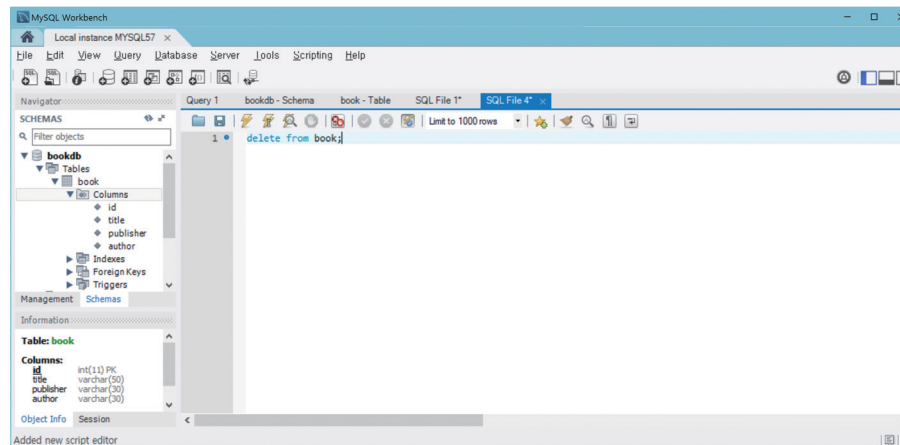 MySQL Workbench
Local instance MYSQL57
File Edit View Query Database Server Tools Scripting Help
Navigator
Query 1 bookdb - Schema book - Table SQL File 1* SQL File 4*
SCHEMAS
Limit to 1000 rows
Filter objects
1 delete from book;
bookdb
Tables
book
Columns
id
title
publisher
author
Indexes
Foreign Keys
Triggers
Management Schemas
Information
Table: book
Columns:
id int(11) PK
title varchar(50)
publisher varchar(30)
author varchar(30)
Object Info Session
Added new script editor